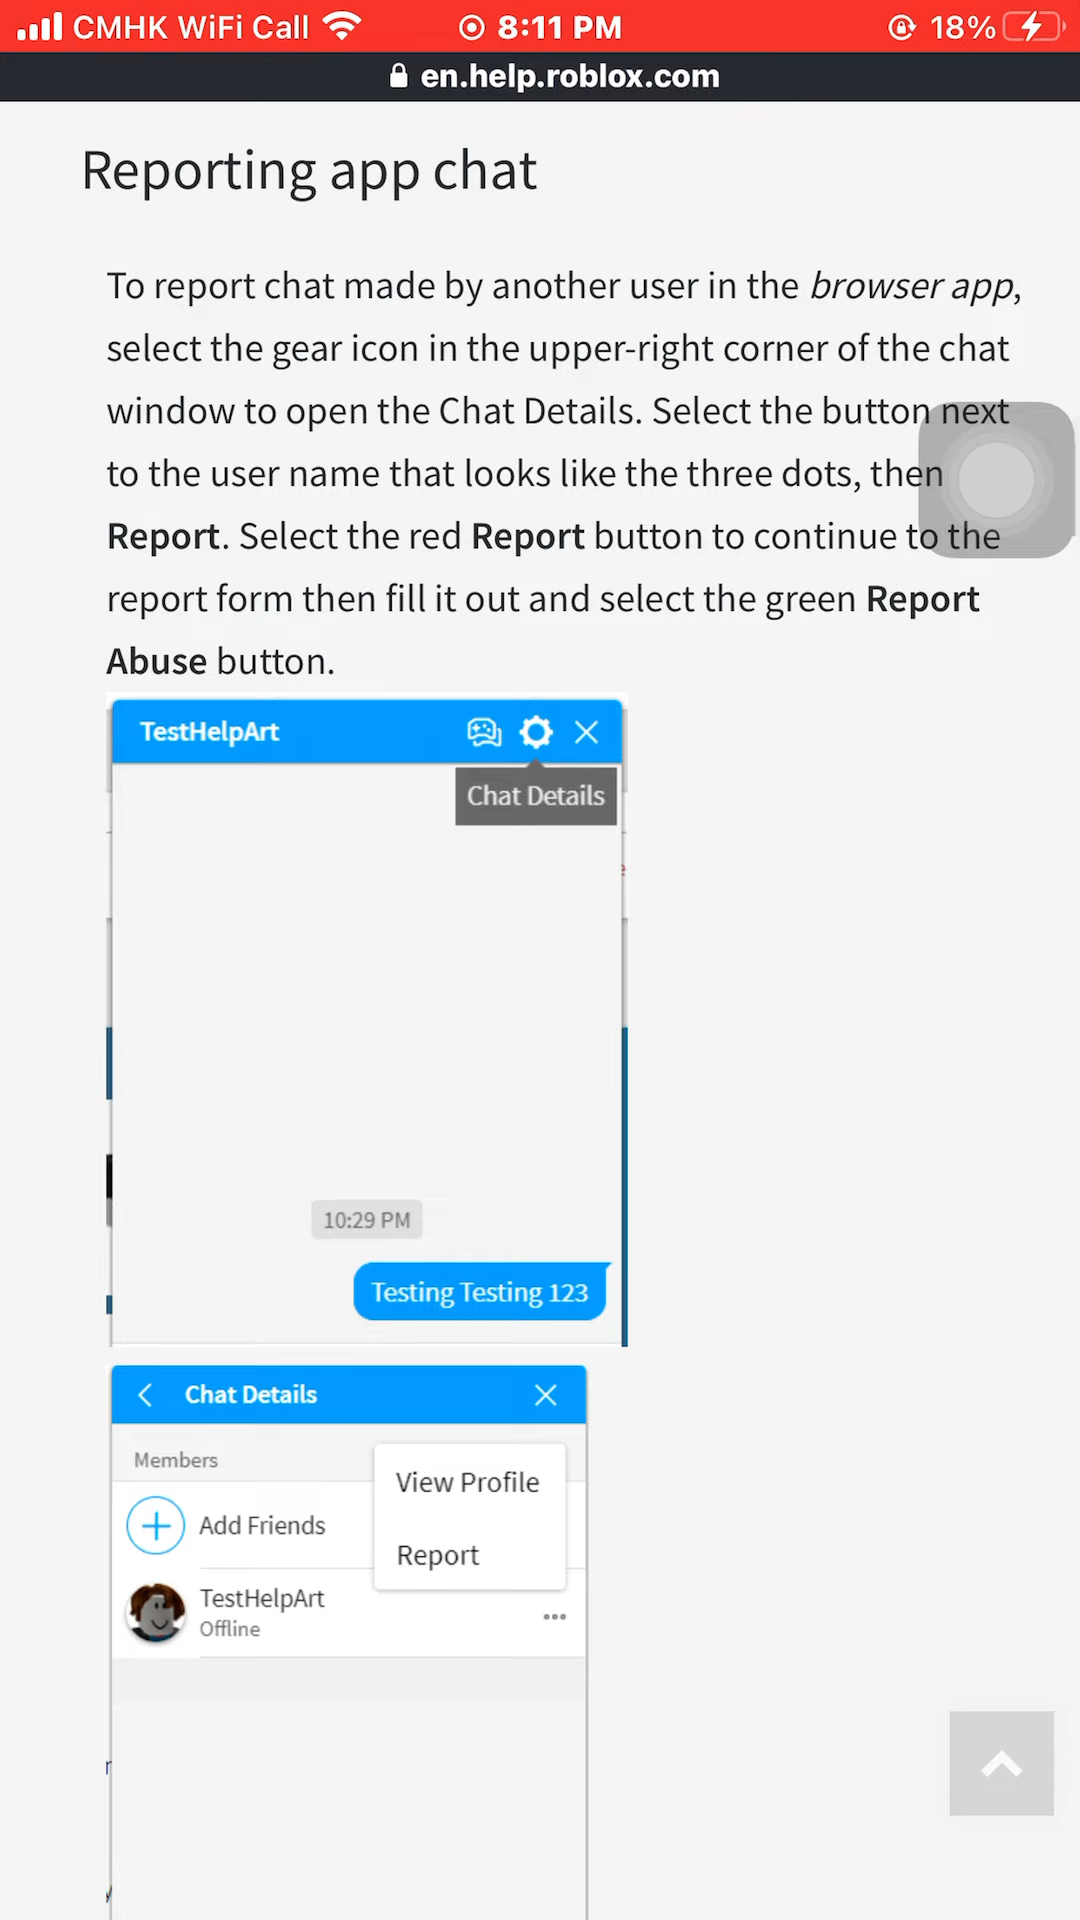 CMHK WiFi Call 8:11 PM 18%
en.help.roblox.com
Reporting app chat
To report chat made by another user in the browser app,
select the gear icon in the upper-right corner of the chat
window to open the Chat Details. Select the button next
to the user name that looks like the three dots, then
Report. Select the red Report button to continue to the
report form then fill it out and select the green Report
Abuse button.
TestHelpArt
Chat Details
10:29 PM
Testing Testing 123
Chat Details
Members
View Profile
Add Friends
Report
TestHelpArt
Offline